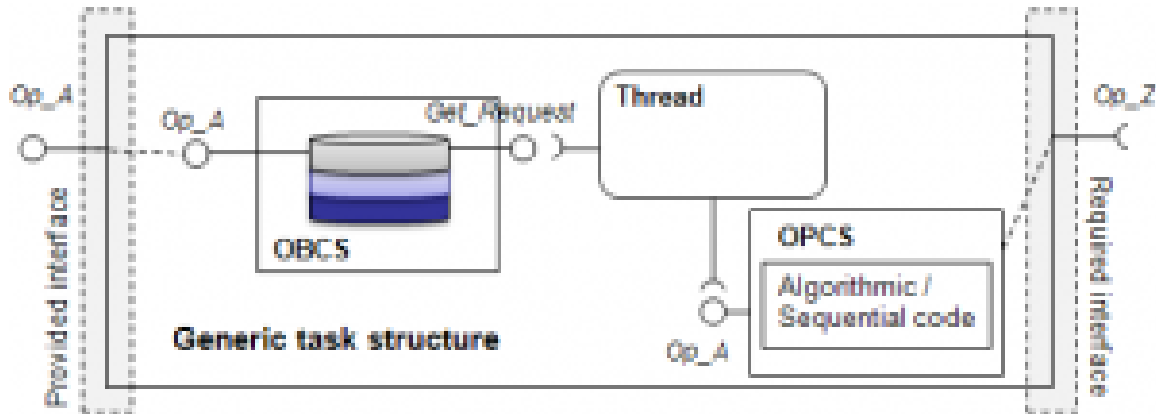 Op_A
Provided interface
Op_A
OBCS
Get_Request
Thread
OPCS
Algorithmic /
Sequential code
Op_A
Generic task structure
Op_Z
Required interface